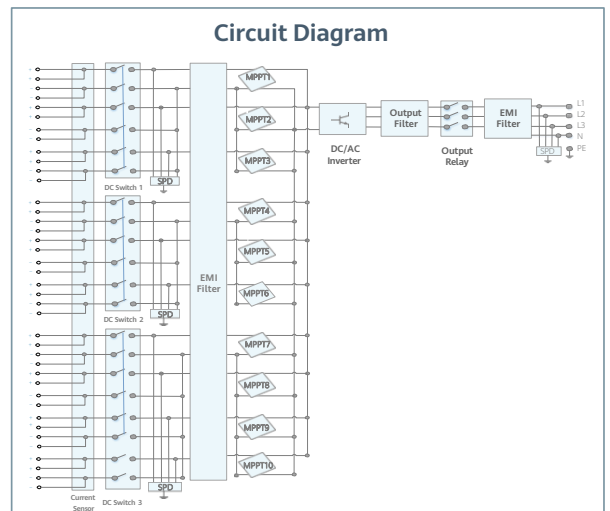 Circuit Diagram
MPPT1
MPPT2
MPPT3
SPD
DC Switch 1
MPPT4
MPPT5
MPPT6
SPD
DC Switch 2
EMI
Filter
MPPT7
MPPT8
MPPT9
MPPT10
SPD
Current
Sensor
DC Switch 3
DC/AC
Inverter
Output
Filter
Output
Relay
EMI
Filter
SPD
L1
L2
L3
N
PE